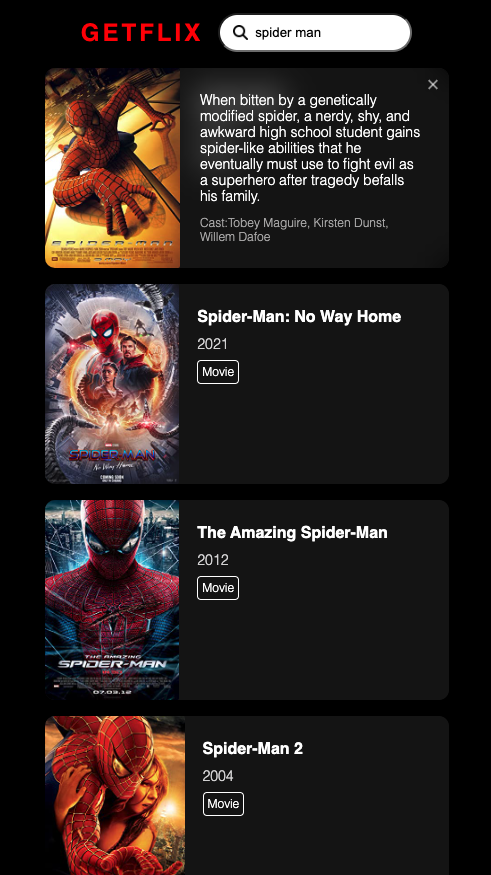 GETFLIX
spider man
When bitten by a genetically
modified spider, a nerdy, shy, and
awkward high school student gains
spider-like abilities that he
eventually must use to fight evil as
a superhero after tragedy befalls
his family.
Cast:Tobey Maguire, Kirsten Dunst,
Willem Dafoe
SPIDER-MAN
Spider-Man: No Way Home
2021
Movie
SPIDER-MAN
No Way Home
COMING SOON
The Amazing Spider-Man
2012
Movie
THE AMAZING
SPIDER-MAN
07.03.12
Spider-Man 2
2004
Movie